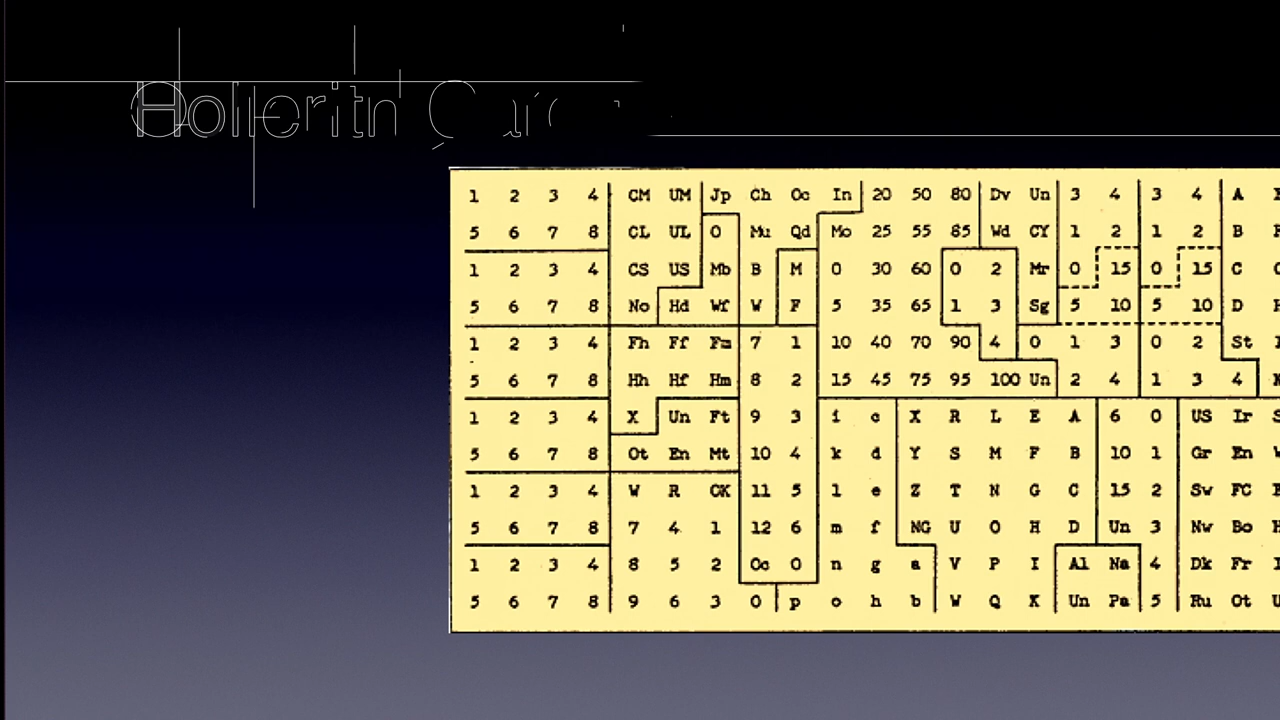 Hollerith
1 2 3 4 CM UM Jp Ch Oc In 20 50 80 Dv Un 3 4 3 4 A
5 6 7 8 CL UL O Mu Qd Mo 25 55 85 Wd CY 1 2 1 2 B
1 2 3 4 CS US Mb B M 0 30 60 0 2 Mr 0 15 0 15 C
5 6 7 8 No Hd Wf W F 5 35 65 1 3 Sg 5 10 5 10 D
1 2 3 4 Fh Ff Fm 7 1 10 40 70 90 4 0 1 3 0 2 St
5 6 7 8 Hh Hf Hm 8 2 15 45 75 95 100 Un 2 4 1 3 4
1 2 3 4 X Un Ft 9 3 i c X R L E A 6 0 US Ir
5 6 7 8 Ot En Mt 10 4 k d Y S M F B 10 1 Gr En
1 2 3 4 W R CK 11 5 l e Z T N G C 15 2 Sw FC
5 6 7 8 7 4 1 12 6 m f NG U O H D Un 3 Nw Bo
1 2 3 4 8 5 2 Oc O n g a V P I Al Na 4 Dk Fr
5 6 7 8 9 6 3 0 p o h b W Q K Un Pa 5 Ru Ot